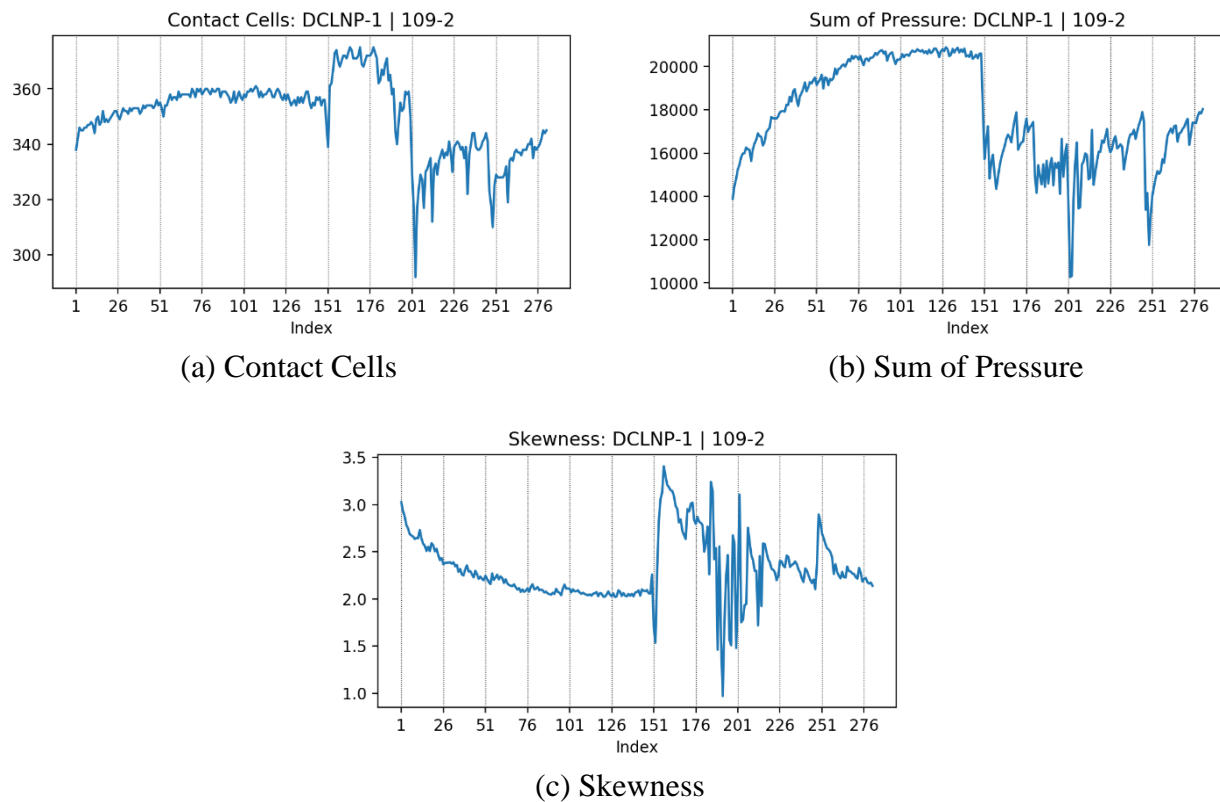 Contact Cells: DCLNP-1 | 109-2
360
340
320
300
1 26 51 76 101 126 151 176 201 226 251 276
Index
(a) Contact Cells
Sum of Pressure: DCLNP-1 | 109-2
20000
18000
16000
14000
12000
10000
1 26 51 76 101 126 151 176 201 226 251 276
Index
(b) Sum of Pressure
Skewness: DCLNP-1 | 109-2
3.5
3.0
2.5
2.0
1.5
1.0
1 26 51 76 101 126 151 176 201 226 251 276
Index
(c) Skewness